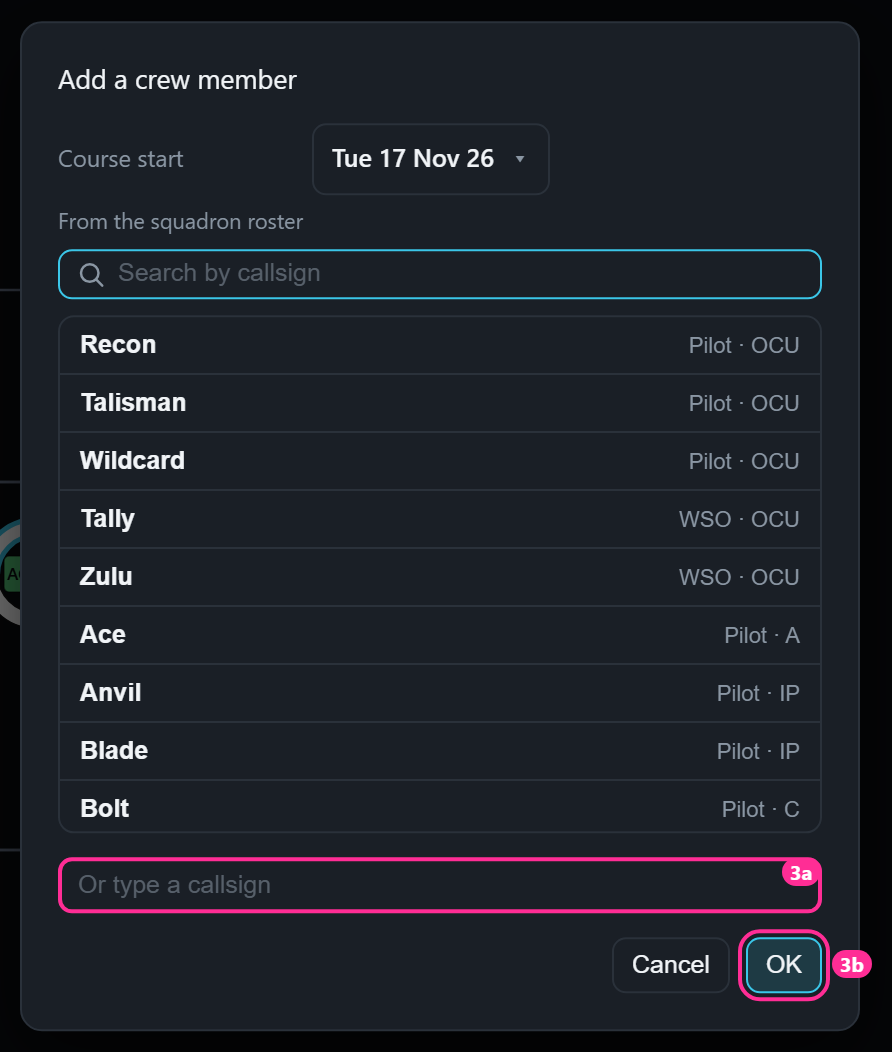 Add a crew member
Course start
Tue 17 Nov 26
From the squadron roster
Search by callsign
Recon Pilot · OCU
Talisman Pilot · OCU
Wildcard Pilot · OCU
Tally WSO · OCU
Zulu WSO · OCU
Ace Pilot · A
Anvil Pilot · IP
Blade Pilot · IP
Bolt Pilot · C
Or type a callsign
3a
Cancel
OK
3b